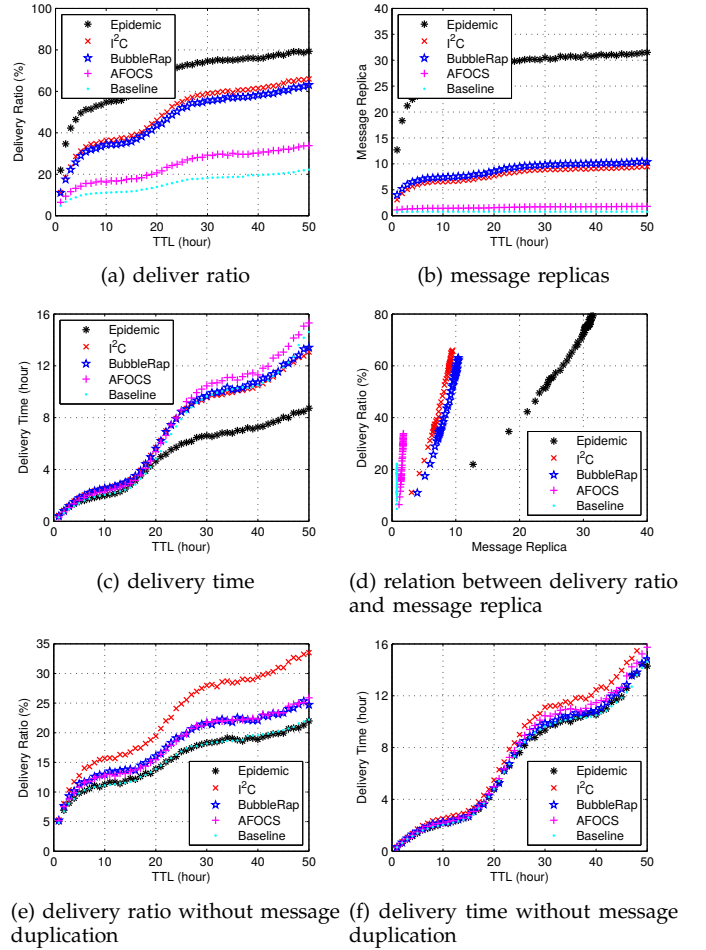 100
80
60
40
20
0
Delivery Ratio (%)
Epidemic
I²C
BubbleRap
AFOCS
Baseline
0 10 20 30 40 50
TTL (hour)
(a) deliver ratio
40
35
30
25
20
15
10
5
0
Message Replica
Epidemic
I²C
BubbleRap
AFOCS
Baseline
0 10 20 30 40 50
TTL (hour)
(b) message replicas
16
12
8
4
0
Delivery Time (hour)
Epidemic
I²C
BubbleRap
AFOCS
Baseline
0 10 20 30 40 50
TTL (hour)
(c) delivery time
80
60
40
20
0
Delivery Ratio (%)
Epidemic
I²C
BubbleRap
AFOCS
Baseline
0 10 20 30 40
Message Replica
(d) relation between delivery ratio
and message replica
35
30
25
20
15
10
5
0
Delivery Ratio (%)
Epidemic
I²C
BubbleRap
AFOCS
Baseline
0 10 20 30 40 50
TTL (hour)
(e) delivery ratio without message
duplication
16
12
8
4
0
Delivery Time (hour)
Epidemic
I²C
BubbleRap
AFOCS
Baseline
0 10 20 30 40 50
TTL (hour)
(f) delivery time without message
duplication